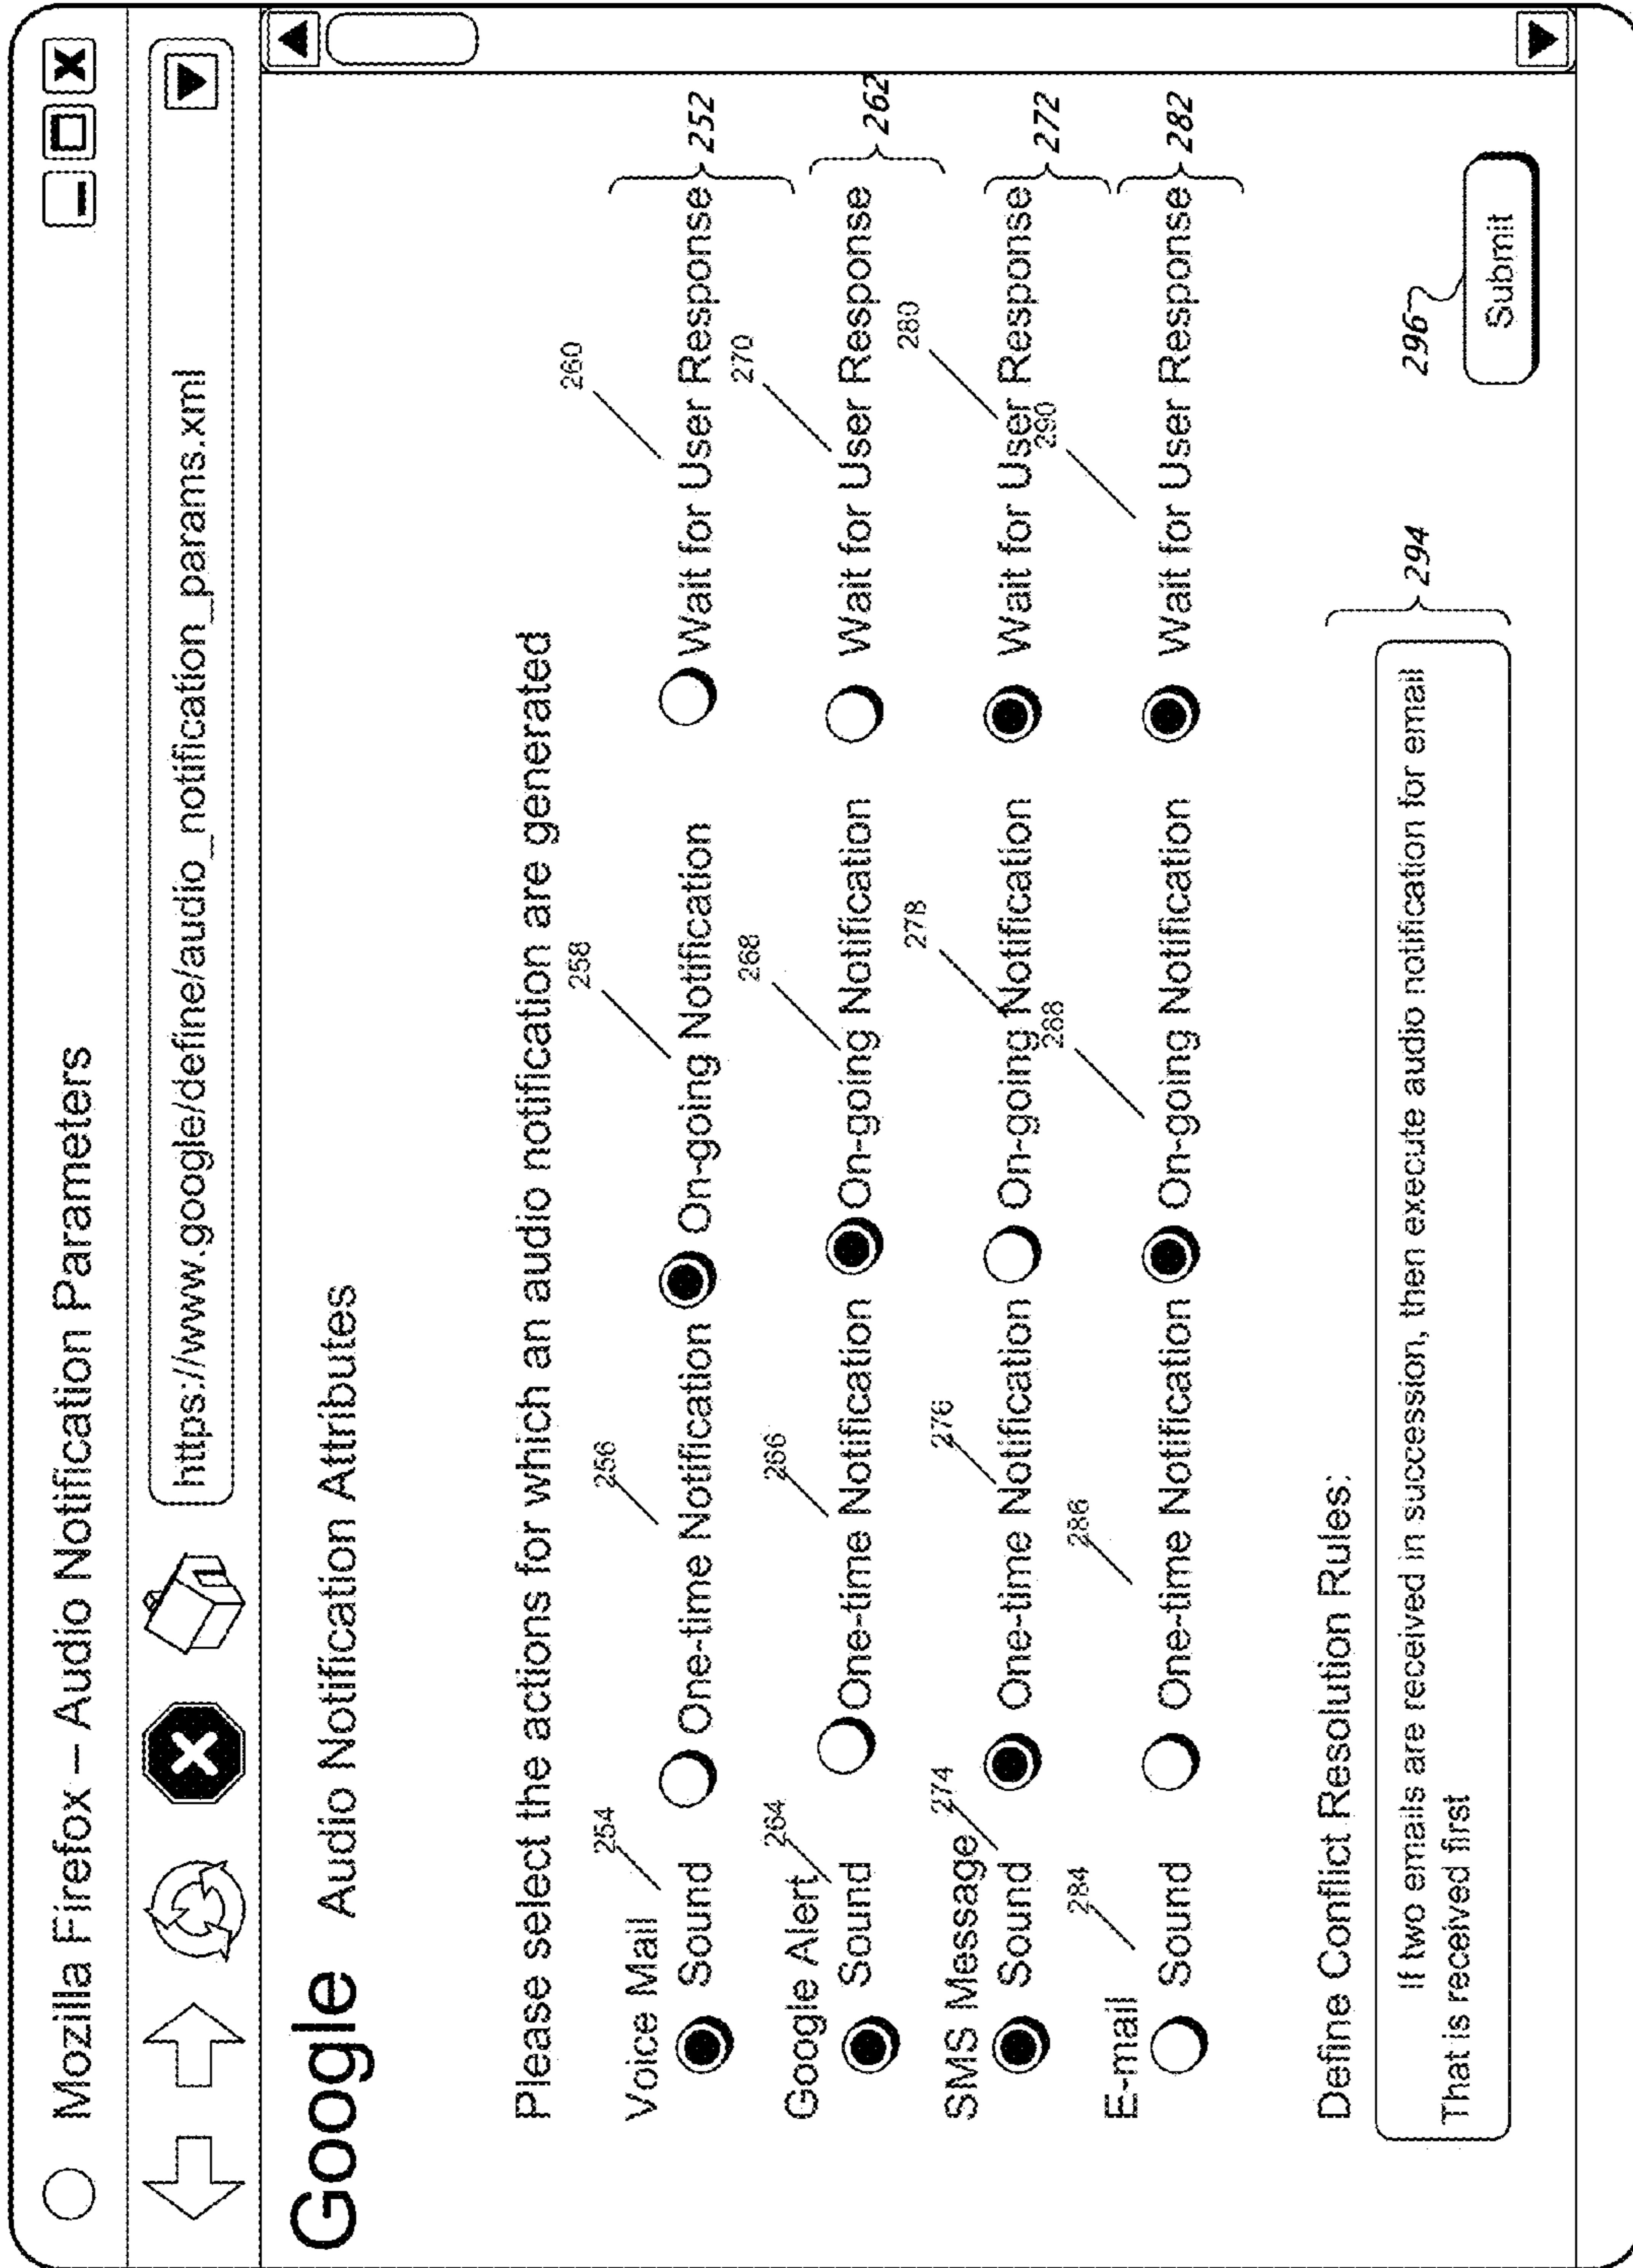 Mozilla Firefox – Audio Notification Parameters
https://www.google/define/audio_notification_params.xml
Google Audio Notification Attributes
Please select the actions for which an audio notification are generated
254 256 258 260
Voice Mail
Sound One-time Notification On-going Notification Wait for User Response 252
264 266 268 270
Google Alert
Sound One-time Notification On-going Notification Wait for User Response 262
274 276 278 280
SMS Message
Sound One-time Notification On-going Notification Wait for User Response 272
284 286 288 290
E-mail
Sound One-time Notification On-going Notification Wait for User Response 282
Define Conflict Resolution Rules:
294
If two emails are received in succession, then execute audio notification for email
That is received first
296
Submit